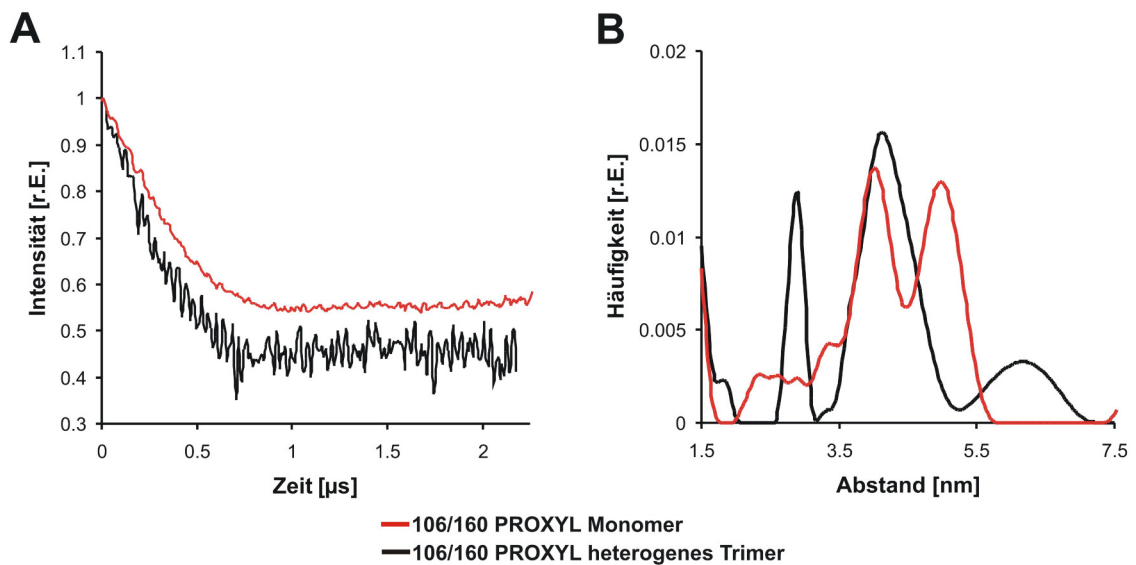 A
B
1.1
1
0.9
0.8
0.7
0.6
0.5
0.4
0.3
Intensität [r.E.]
0
0.5
1
1.5
2
Zeit [µs]
0.02
0.015
0.01
0.005
0
Häufigkeit [r.E.]
1.5
3.5
5.5
7.5
Abstand [nm]
106/160 PROXYL Monomer
106/160 PROXYL heterogenes Trimer